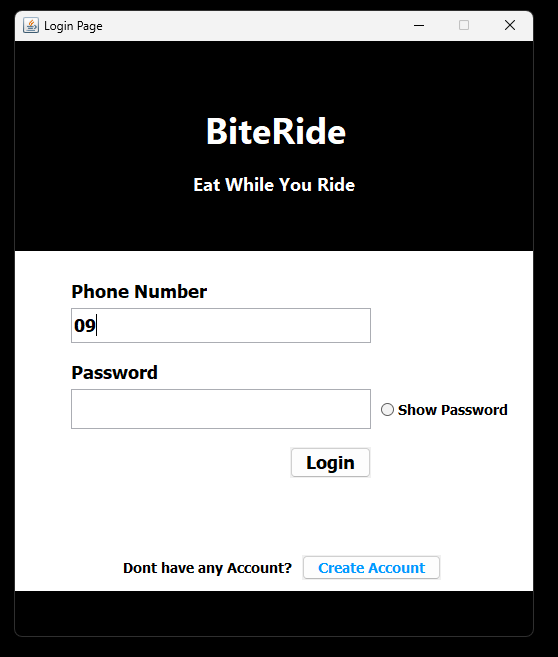 Login Page
BiteRide
Eat While You Ride
Phone Number
09
Password
Show Password
Login
Dont have any Account? Create Account